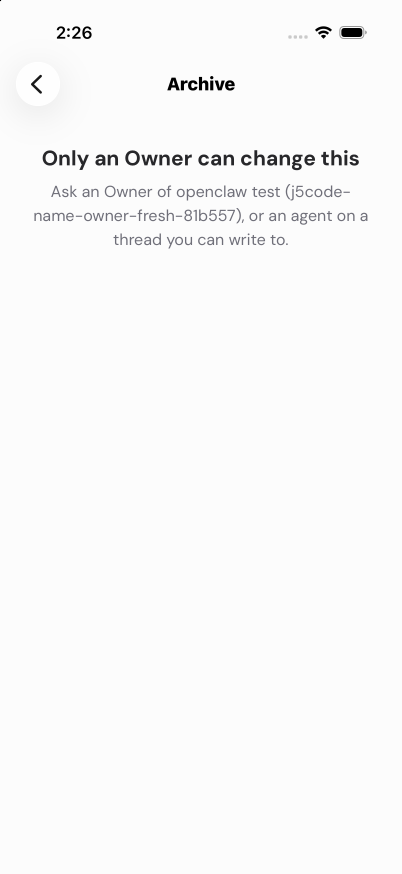 2:26
Archive
Only an Owner can change this
Ask an Owner of openclaw test (j5code-
name-owner-fresh-81b557), or an agent on a
thread you can write to.